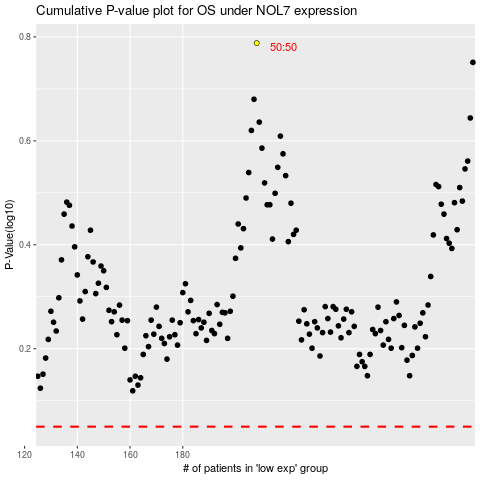 Cumulative P-value plot for OS under NOL7 expression
P-Value(log10)
0.8
0.6
0.4
0.2
50:50
120 140 160 180
# of patients in 'low exp' group